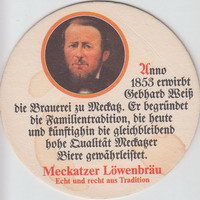 Anno
1853 erwirbt
Gebhard Weiß
die Brauerei zu Meckatz. Er begründet
die Familientradition, die heute
und künftighin die gleichbleibend
hohe Qualität Meckatzer
Biere gewährleistet.
Meckatzer Löwenbräu
Echt und recht aus Tradition